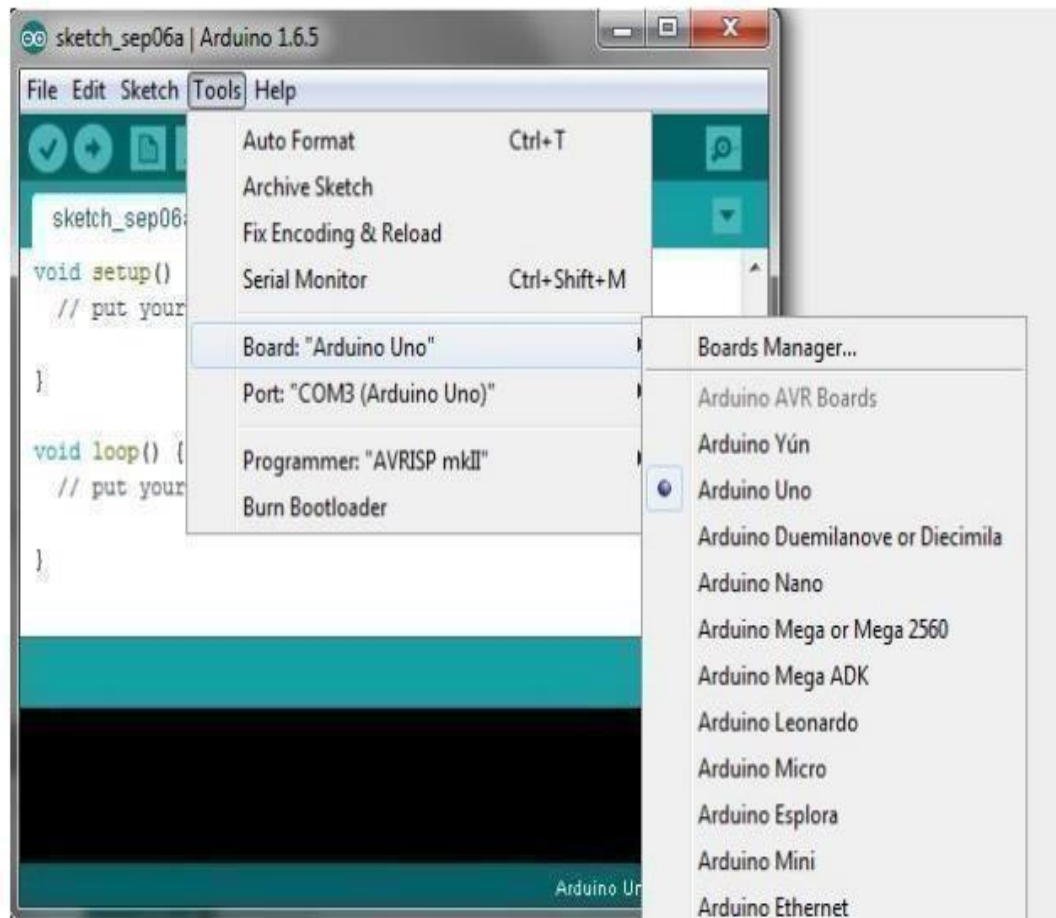 sketch_sep06a | Arduino 1.6.5
File Edit Sketch Tools Help
Auto Format Ctrl+T
Archive Sketch
sketch_sep06a
Fix Encoding & Reload
void setup()
Serial Monitor Ctrl+Shift+M
// put your
Board: "Arduino Uno"
}
Port: "COM3 (Arduino Uno)"
void loop() {
Programmer: "AVRISP mkII"
// put your
Burn Bootloader
}
Boards Manager...
Arduino AVR Boards
Arduino Yún
Arduino Uno
Arduino Duemilanove or Diecimila
Arduino Nano
Arduino Mega or Mega 2560
Arduino Mega ADK
Arduino Leonardo
Arduino Micro
Arduino Esplora
Arduino Mini
Arduino Ethernet
Arduino